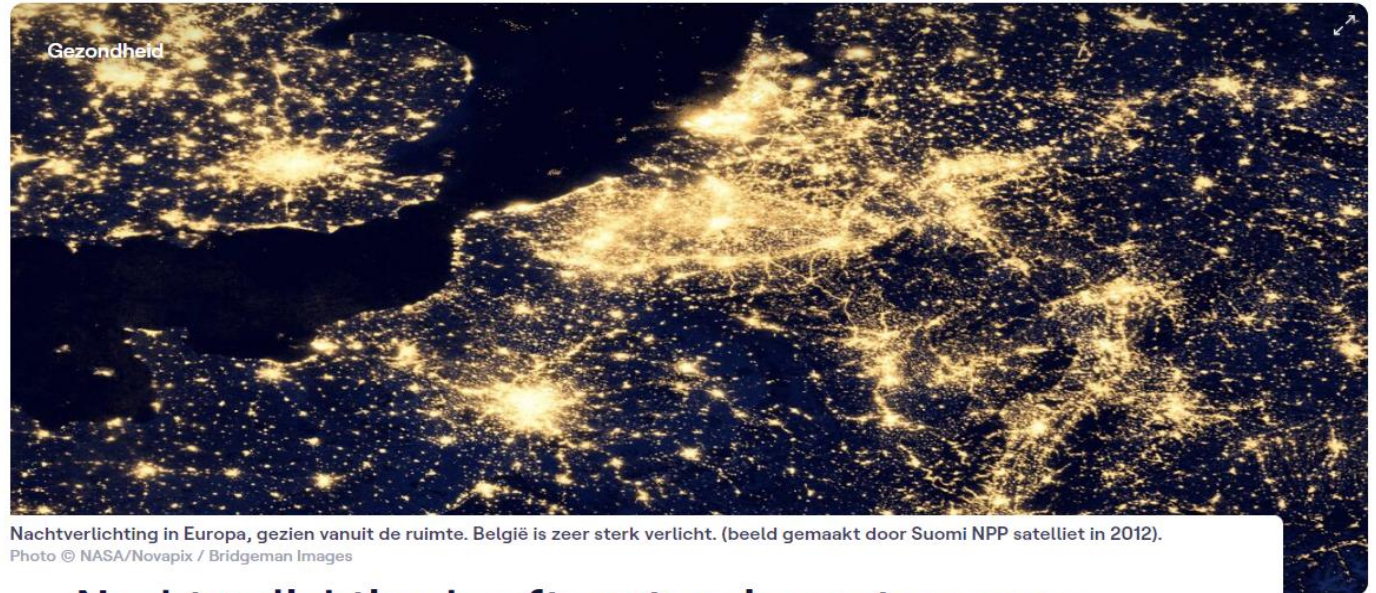 Gezondheid
Nachtverlichting in Europa, gezien vanuit de ruimte. België is zeer sterk verlicht. (beeld gemaakt door Suomi NPP satelliet in 2012).
Photo © NASA/Novapix / Bridgeman Images